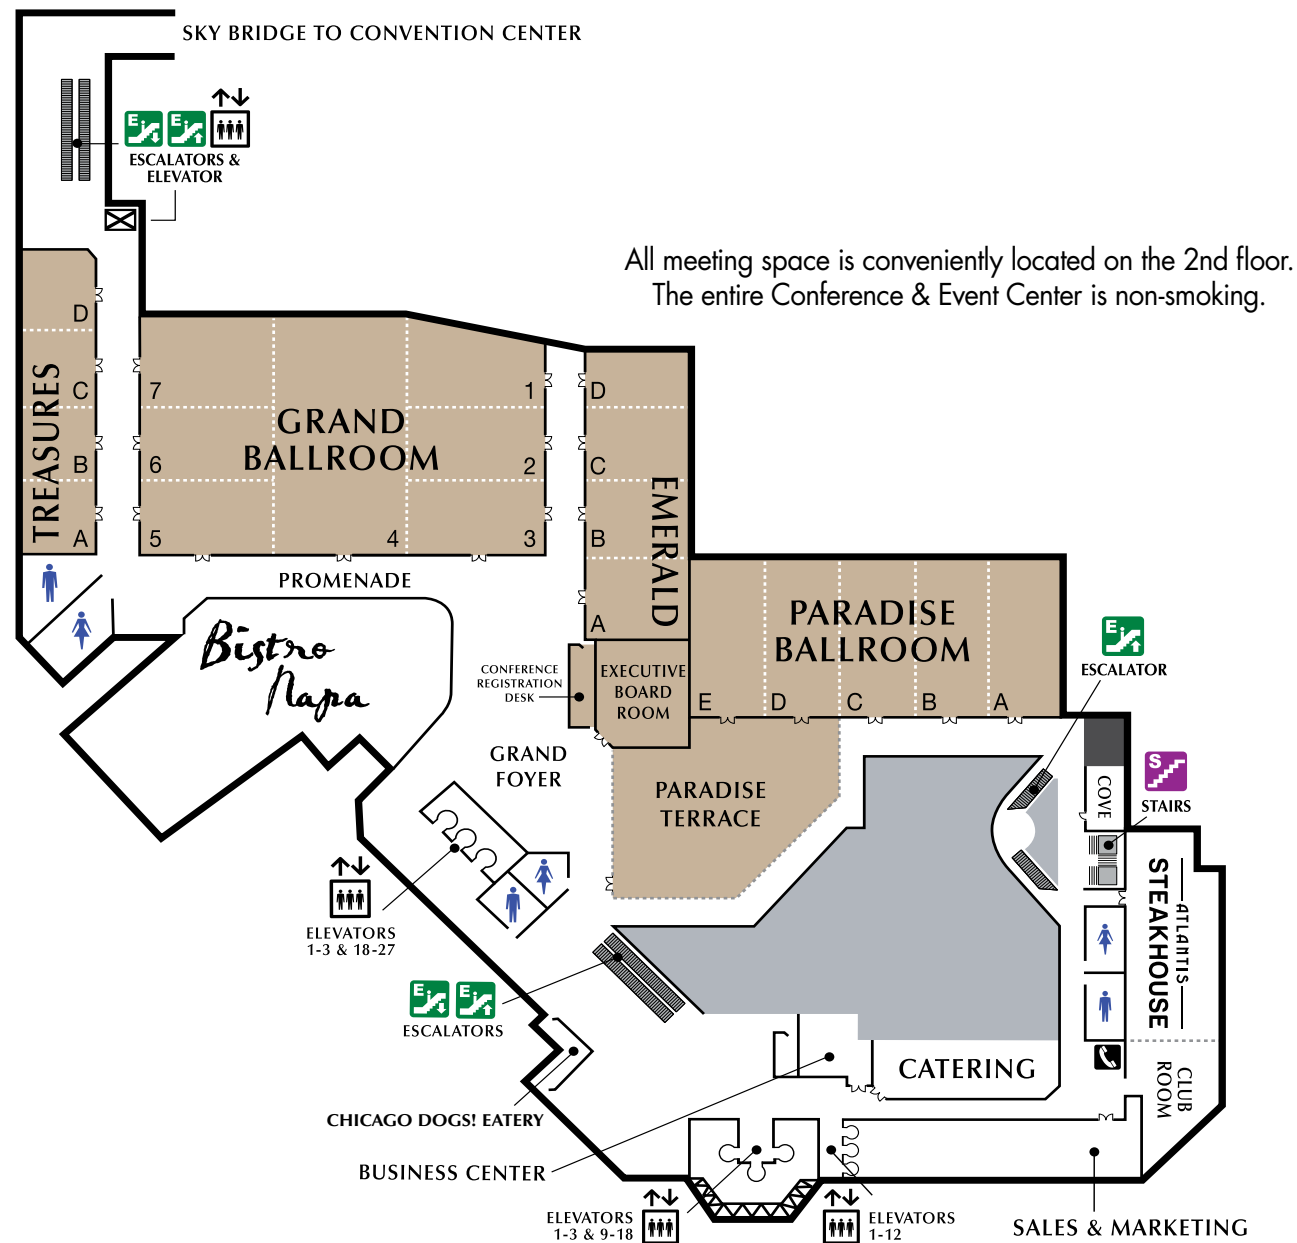 SKY BRIDGE TO CONVENTION CENTER
E E
ESCALATORS &
ELEVATOR
All meeting space is conveniently located on the 2nd floor.
The entire Conference & Event Center is non-smoking.
TREASURES
D
C
B
A
GRAND
BALLROOM
7
6
5
4
1
2
3
EMERALD
D
C
B
A
PROMENADE
Bistro
Napa
CONFERENCE
REGISTRATION
DESK
EXECUTIVE
BOARD
ROOM
PARADISE
BALLROOM
E D C B A
E
ESCALATOR
GRAND
FOYER
PARADISE
TERRACE
COVE
S
STAIRS
ATLANTIS
STEAKHOUSE
ELEVATORS
1-3 & 18-27
E E
ESCALATORS
CATERING
CLUB
ROOM
CHICAGO DOGS! EATERY
BUSINESS CENTER
ELEVATORS
1-3 & 9-18
ELEVATORS
1-12
SALES & MARKETING